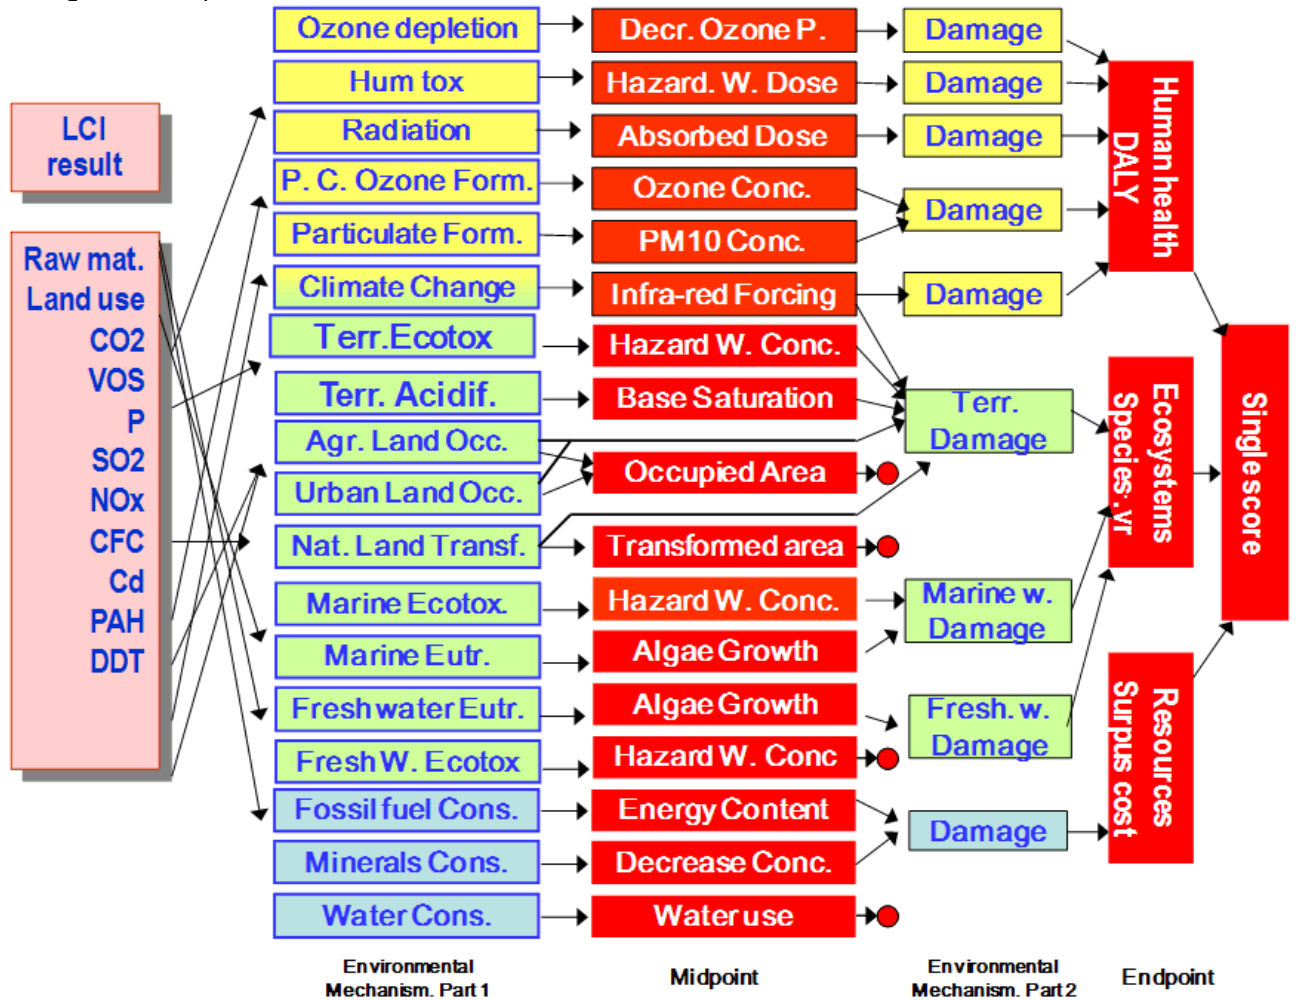 LCI
result
Raw mat.
Land use
CO2
VOS
P
SO2
NOx
CFC
Cd
PAH
DDT
Ozone depletion
Hum tox
Radiation
P. C. Ozone Form.
Particulate Form.
Climate Change
Terr.Ecotox
Terr. Acidif.
Agr. Land Occ.
Urban Land Occ.
Nat. Land Transf.
Marine Ecotox.
Marine Eutr.
Freshwater Eutr.
Fresh W. Ecotox
Fossil fuel Cons.
Minerals Cons.
Water Cons.
Environmental
Mechanism. Part 1
Decr. Ozone P.
Hazard. W. Dose
Absorbed Dose
Ozone Conc.
PM10 Conc.
Infra-red Forcing
Hazard W. Conc.
Base Saturation
Occupied Area
Transformed area
Hazard W. Conc.
Algae Growth
Algae Growth
Hazard W. Conc
Energy Content
Decrease Conc.
Water use
Midpoint
Damage
Damage
Damage
Damage
Damage
Terr.
Damage
Marine w.
Damage
Fresh. w.
Damage
Damage
Environmental
Mechanism. Part 2
Human health
DALY
Ecosystems
Species.yr
Resources
Surpus cost
Endpoint
Single score